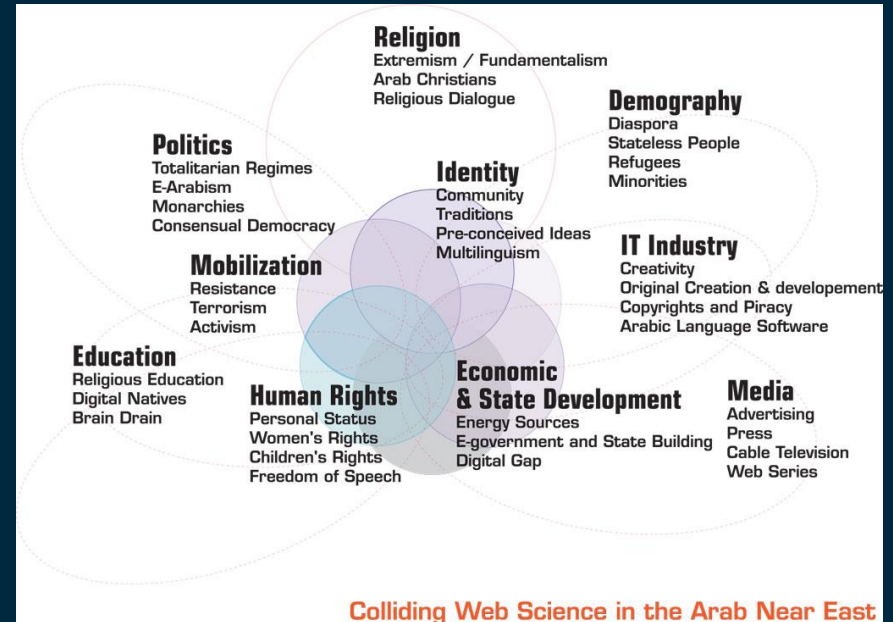 Religion
Extremism / Fundamentalism
Arab Christians
Religious Dialogue
Demography
Diaspora
Stateless People
Refugees
Minorities
Politics
Totalitarian Regimes
E-Arabism
Monarchies
Consensual Democracy
Identity
Community
Traditions
Pre-conceived Ideas
Multilinguism
IT Industry
Creativity
Original Creation & developement
Copyrights and Piracy
Arabic Language Software
Mobilization
Resistance
Terrorism
Activism
Education
Religious Education
Digital Natives
Brain Drain
Human Rights
Personal Status
Women's Rights
Children's Rights
Freedom of Speech
Economic
& State Development
Energy Sources
E-government and State Building
Digital Gap
Media
Advertising
Press
Cable Television
Web Series
Colliding Web Science in the Arab Near East